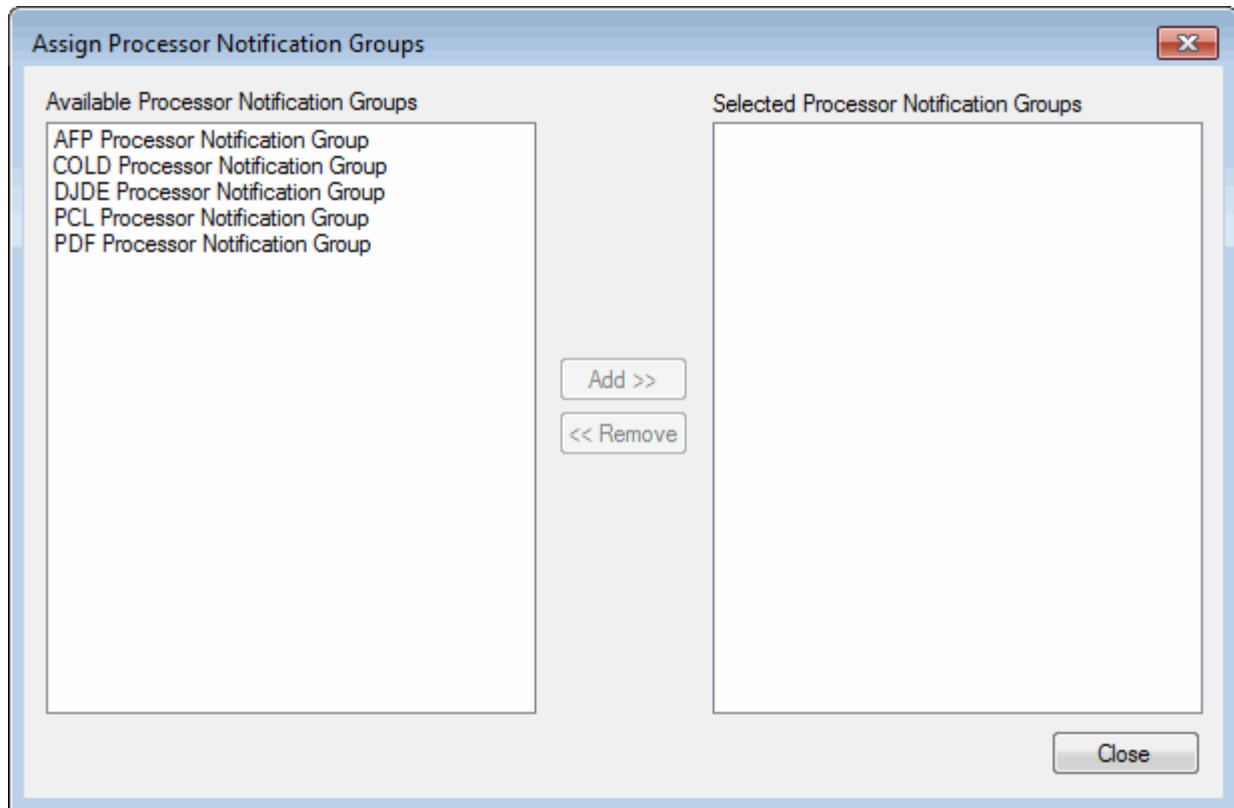 Assign Processor Notification Groups
Available Processor Notification Groups
AFP Processor Notification Group
COLD Processor Notification Group
DJDE Processor Notification Group
PCL Processor Notification Group
PDF Processor Notification Group
Add >>
<< Remove
Selected Processor Notification Groups
Close